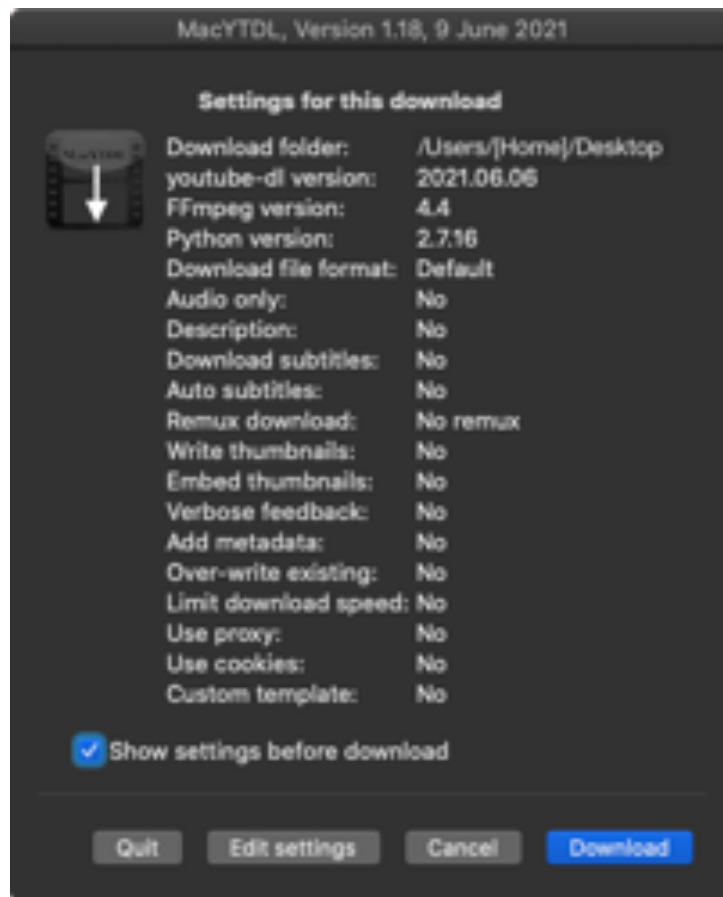 MacYTDL, Version 1.18, 9 June 2021
Settings for this download
Download folder: /Users/[Home]/Desktop
youtube-dl version: 2021.06.06
FFmpeg version: 4.4
Python version: 2.7.16
Download file format: Default
Audio only: No
Description: No
Download subtitles: No
Auto subtitles: No
Remux download: No remux
Write thumbnails: No
Embed thumbnails: No
Verbose feedback: No
Add metadata: No
Over-write existing: No
Limit download speed: No
Use proxy: No
Use cookies: No
Custom template: No
Show settings before download
Quit Edit settings Cancel Download